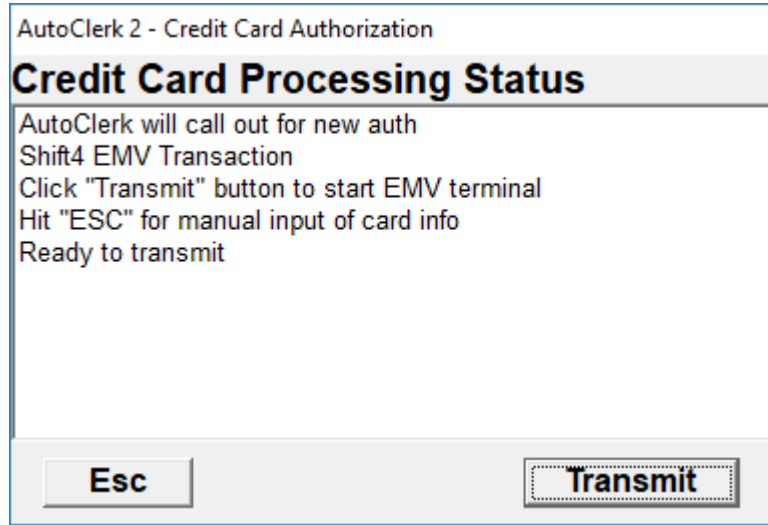 AutoClerk 2 - Credit Card Authorization
Credit Card Processing Status
AutoClerk will call out for new auth
Shift4 EMV Transaction
Click "Transmit" button to start EMV terminal
Hit "ESC" for manual input of card info
Ready to transmit
Esc
Transmit